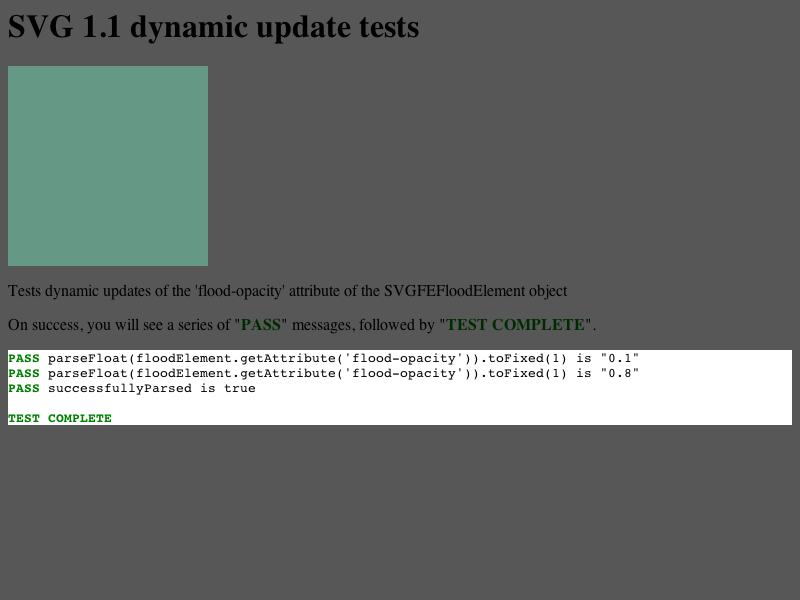 SVG 1.1 dynamic update tests
Tests dynamic updates of the 'flood-opacity' attribute of the SVGFEFloodElement object
On success, you will see a series of "PASS" messages, followed by "TEST COMPLETE".
PASS parseFloat(floodElement.getAttribute('flood-opacity')).toFixed(1) is "0.1"
PASS parseFloat(floodElement.getAttribute('flood-opacity')).toFixed(1) is "0.8"
PASS successfullyParsed is true
TEST COMPLETE